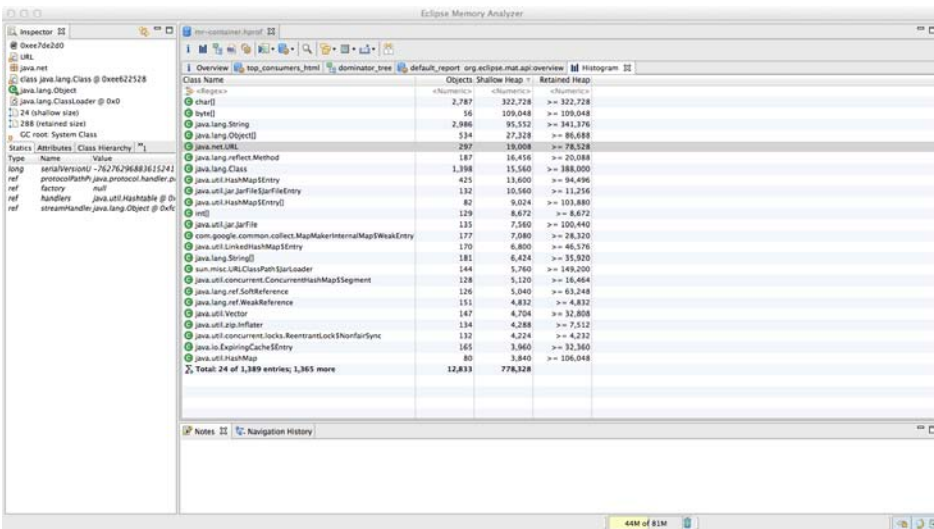 Eclipse Memory Analyzer
Inspector
0xee7de2d0
URL
java.net
class java.lang.Class @ 0xee622528
java.lang.Object
java.lang.ClassLoader @ 0x0
24 (shallow size)
288 (retained size)
GC root: System Class
Statics Attributes Class Hierarchy "1
Type Name Value
long serialVersionU -76276296883615241
ref protocolPathP java.protocol.handler.p
ref factory null
ref handlers java.util.Hashtable @ 0x
ref streamHandler java.lang.Object @ 0xfc
mr-container.hprof
i Overview top_consumers_html dominator_tree default_report org.eclipse.mat.api:overview Histogram
Class Name Objects Shallow Heap Retained Heap
<Regex> <Numeric> <Numeric> <Numeric>
char[] 2,787 322,728 >= 322,728
byte[] 56 109,048 >= 109,048
java.lang.String 2,986 95,552 >= 341,376
java.lang.Object[] 534 27,328 >= 86,688
java.net.URL 297 19,008 >= 78,528
java.lang.reflect.Method 187 16,456 >= 20,088
java.lang.Class 1,398 15,560 >= 388,000
java.util.HashMap$Entry 425 13,600 >= 94,496
java.util.jar.JarFile$JarFileEntry 132 10,560 >= 11,256
java.util.HashMap$Entry[] 82 9,024 >= 103,880
int[] 129 8,672 >= 8,672
java.util.jar.JarFile 135 7,560 >= 100,440
com.google.common.collect.MapMakerInternalMap$WeakEntry 177 7,080 >= 28,320
java.util.LinkedHashMap$Entry 170 6,800 >= 46,576
java.lang.String[] 181 6,424 >= 35,920
sun.misc.URLClassPath$JarLoader 144 5,760 >= 149,200
java.util.concurrent.ConcurrentHashMap$Segment 128 5,120 >= 16,464
java.lang.ref.SoftReference 126 5,040 >= 63,248
java.lang.ref.WeakReference 151 4,832 >= 4,832
java.util.Vector 147 4,704 >= 32,808
java.util.zip.Inflater 134 4,288 >= 7,512
java.util.concurrent.locks.ReentrantLock$NonfairSync 132 4,224 >= 4,232
java.io.ExpiringCache$Entry 165 3,960 >= 32,360
java.util.HashMap 80 3,840 >= 106,048
Total: 24 of 1,389 entries; 1,365 more 12,833 778,328
Notes Navigation History
44M of 81M